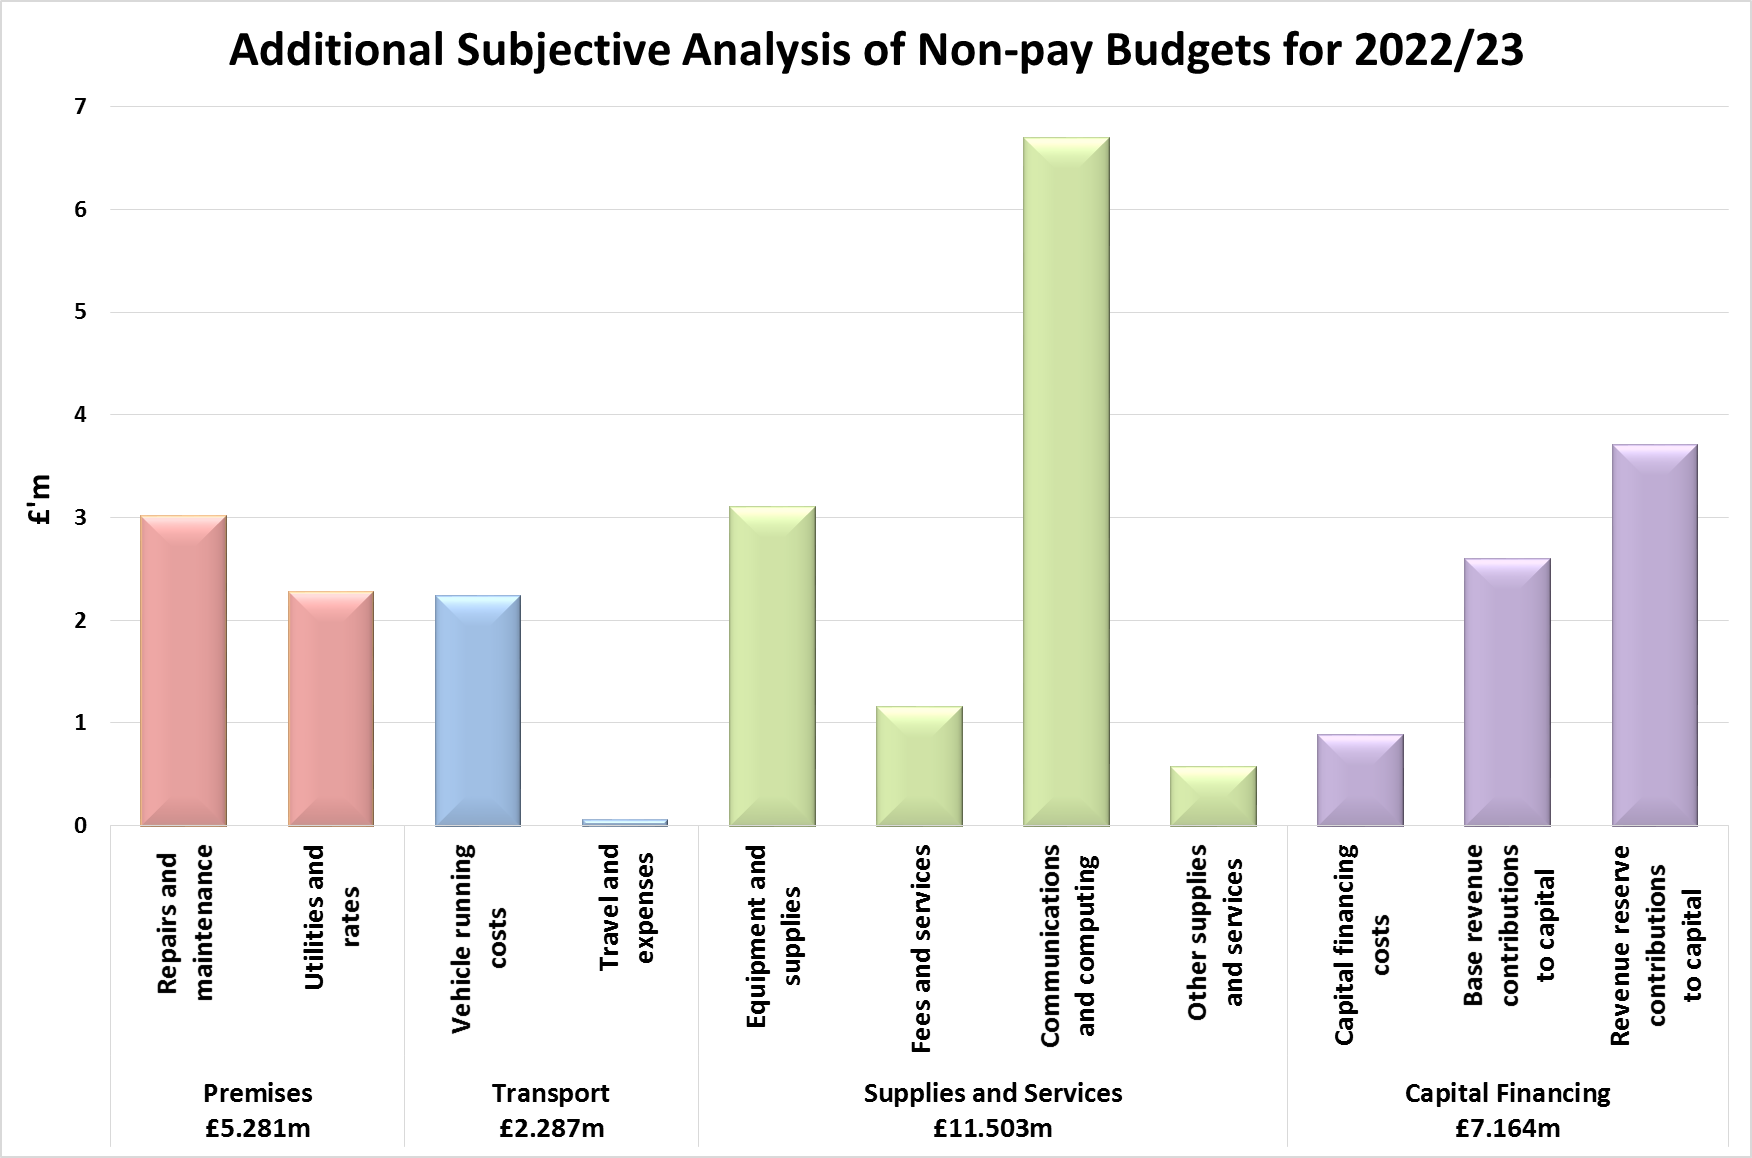 Additional Subjective Analysis of Non-pay Budgets for 2022/23
£'m
7
6
5
4
3
2
1
0
Repairs and
maintenance
Utilities and
rates
Vehicle running
costs
Travel and
expenses
Equipment and
supplies
Fees and services
Communications
and computing
Other supplies
and services
Capital financing
costs
Base revenue
contributions
to capital
Revenue reserve
contributions
to capital
Premises
£5.281m
Transport
£2.287m
Supplies and Services
£11.503m
Capital Financing
£7.164m